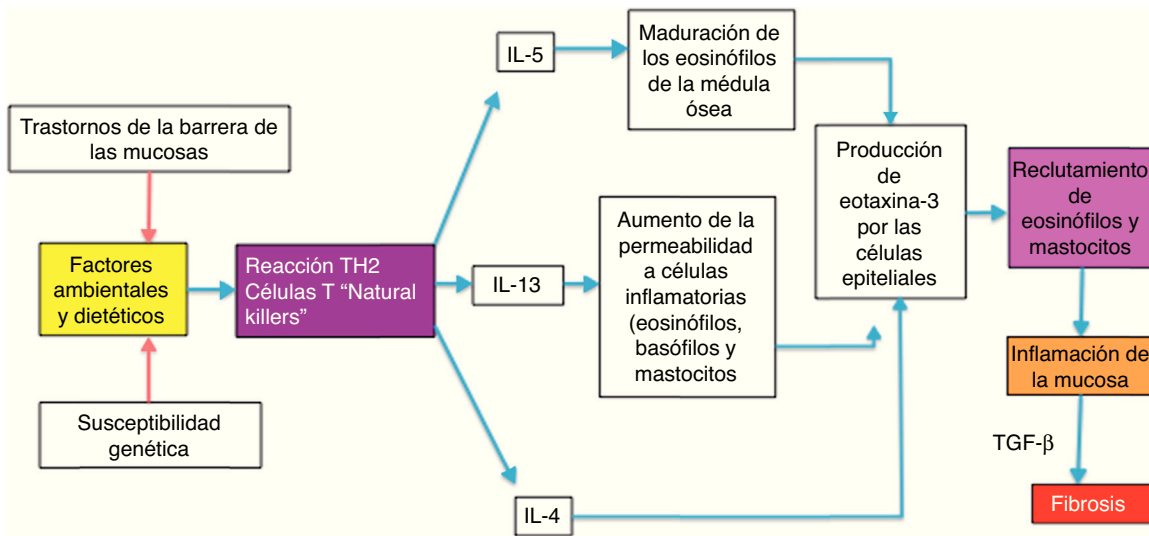 Trastornos de la barrera de
las mucosas
Factores
ambientales
y dietéticos
Susceptibilidad
genética
Reacción TH2
Células T “Natural
killers”
IL-5
IL-13
IL-4
Maduración de
los eosinófilos
de la médula
ósea
Aumento de la
permeabilidad
a células
inflamatorias
(eosinófilos,
basófilos y
mastocitos
Producción
de
eotaxina-3
por las
células
epiteliales
Reclutamiento
de
eosinófilos y
mastocitos
Inflamación de
la mucosa
TGF-β
Fibrosis